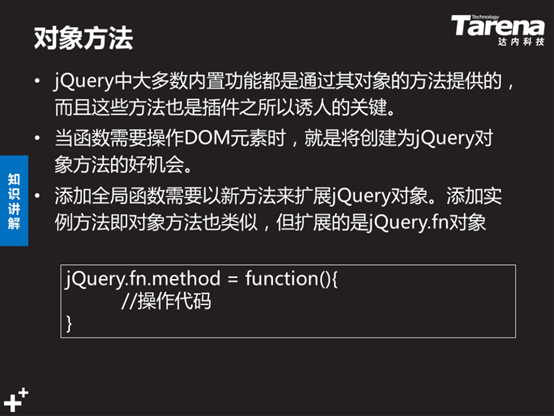 对象方法
Technology
Tarena
达内科技
• jQuery中大多数内置功能都是通过其对象的方法提供的，
而且这些方法也是插件之所以诱人的关键。
• 当函数需要操作DOM元素时，就是将创建为jQuery对
象方法的好机会。
• 添加全局函数需要以新方法来扩展jQuery对象。添加实
例方法即对象方法也类似，但扩展的是jQuery.fn对象
知识讲解
jQuery.fn.method = function(){
//操作代码
}